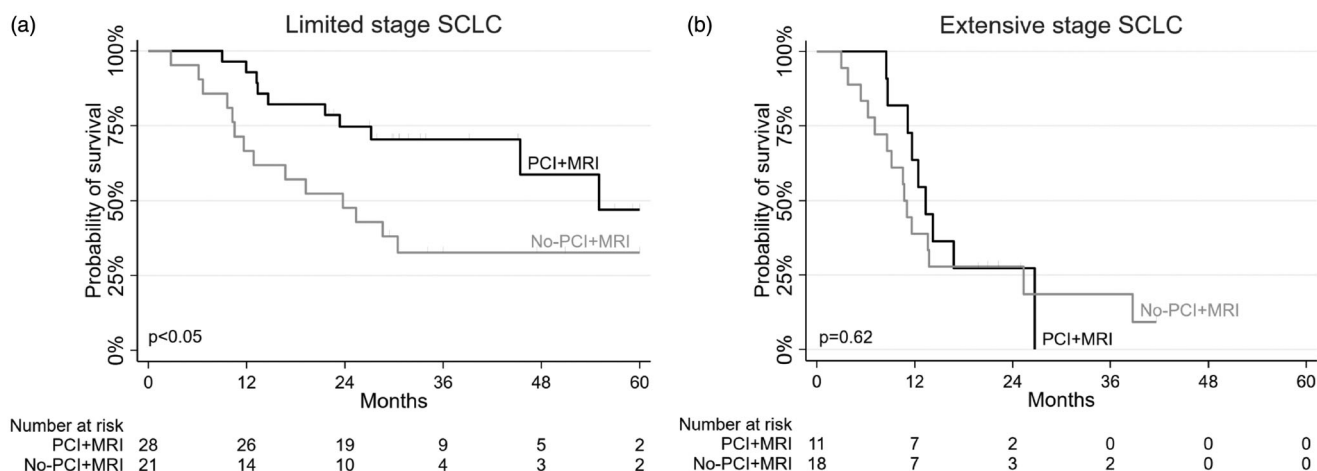 (a)
Limited stage SCLC
Probability of survival
100%
75%
50%
25%
0%
PCI+MRI
No-PCI+MRI
p<0.05
0 12 24 36 48 60
Months
Number at risk
PCI+MRI 28 26 19 9 5 2
No-PCI+MRI 21 14 10 4 3 2
(b)
Extensive stage SCLC
Probability of survival
100%
75%
50%
25%
0%
No-PCI+MRI
PCI+MRI
p=0.62
0 12 24 36 48 60
Months
Number at risk
PCI+MRI 11 7 2 0 0 0
No-PCI+MRI 18 7 3 2 0 0